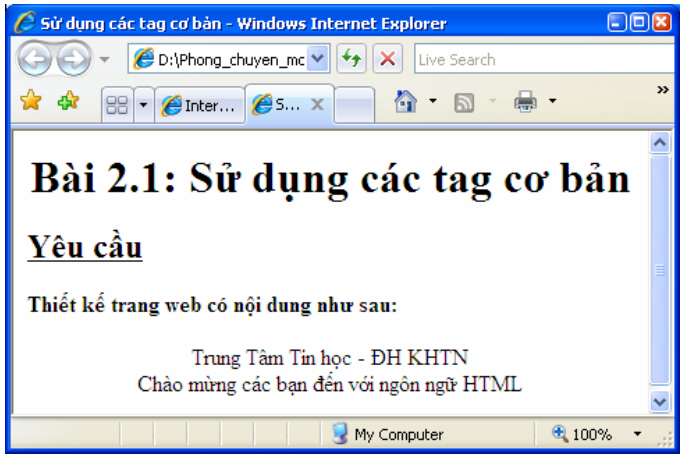 Sử dụng các tag cơ bản - Windows Internet Explorer
D:\Phong_chuyen_mc
Live Search
Inter...
S...
Bài 2.1: Sử dụng các tag cơ bản
Yêu cầu
Thiết kế trang web có nội dung như sau:
Trung Tâm Tin học - ĐH KHTN
Chào mừng các bạn đến với ngôn ngữ HTML
My Computer
100%